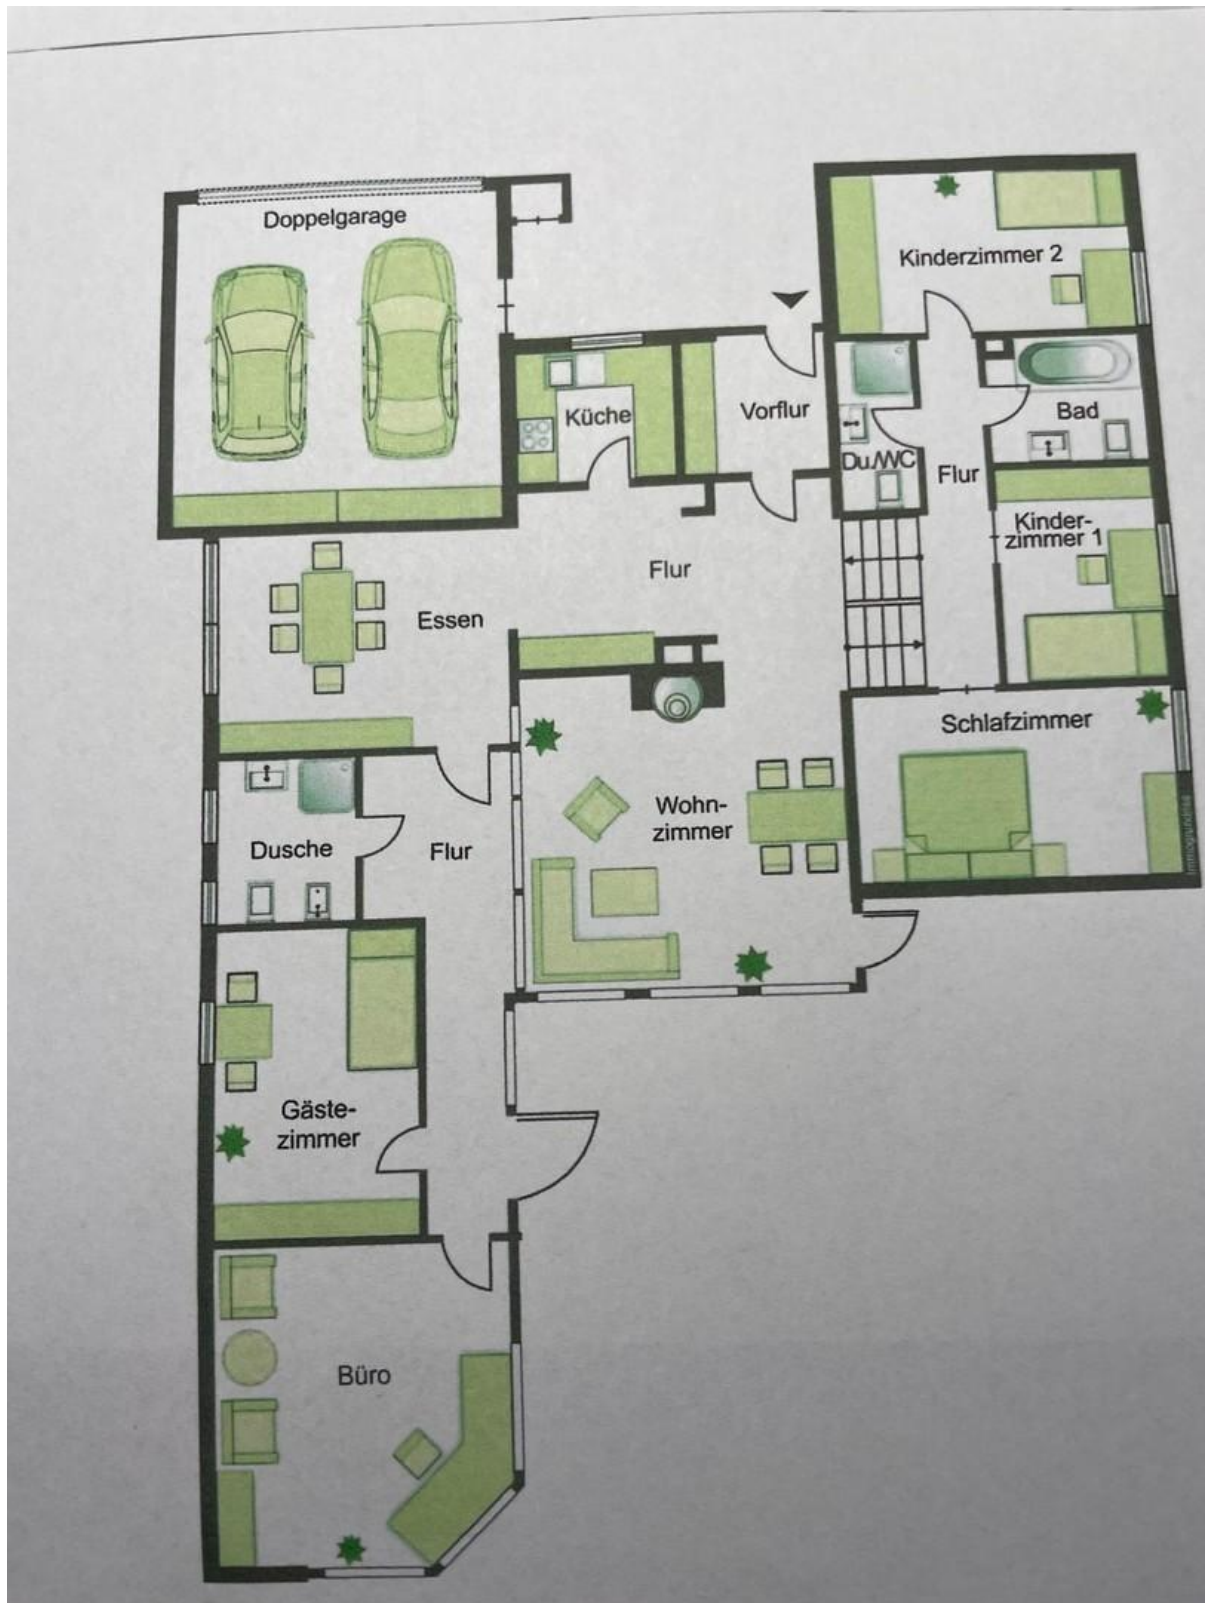 Doppelgarage
Kinderzimmer 2
Küche
Vorflur
Bad
Du./WC
Flur
Kinder-
zimmer 1
Flur
Essen
Schlafzimmer
Wohn-
zimmer
Dusche
Flur
Gäste-
zimmer
Büro
immogrundriss